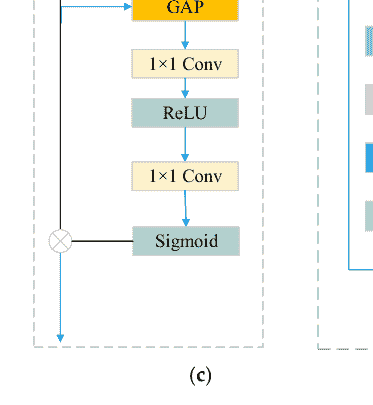 GAP
1×1 Conv
ReLU
1×1 Conv
Sigmoid
(c)